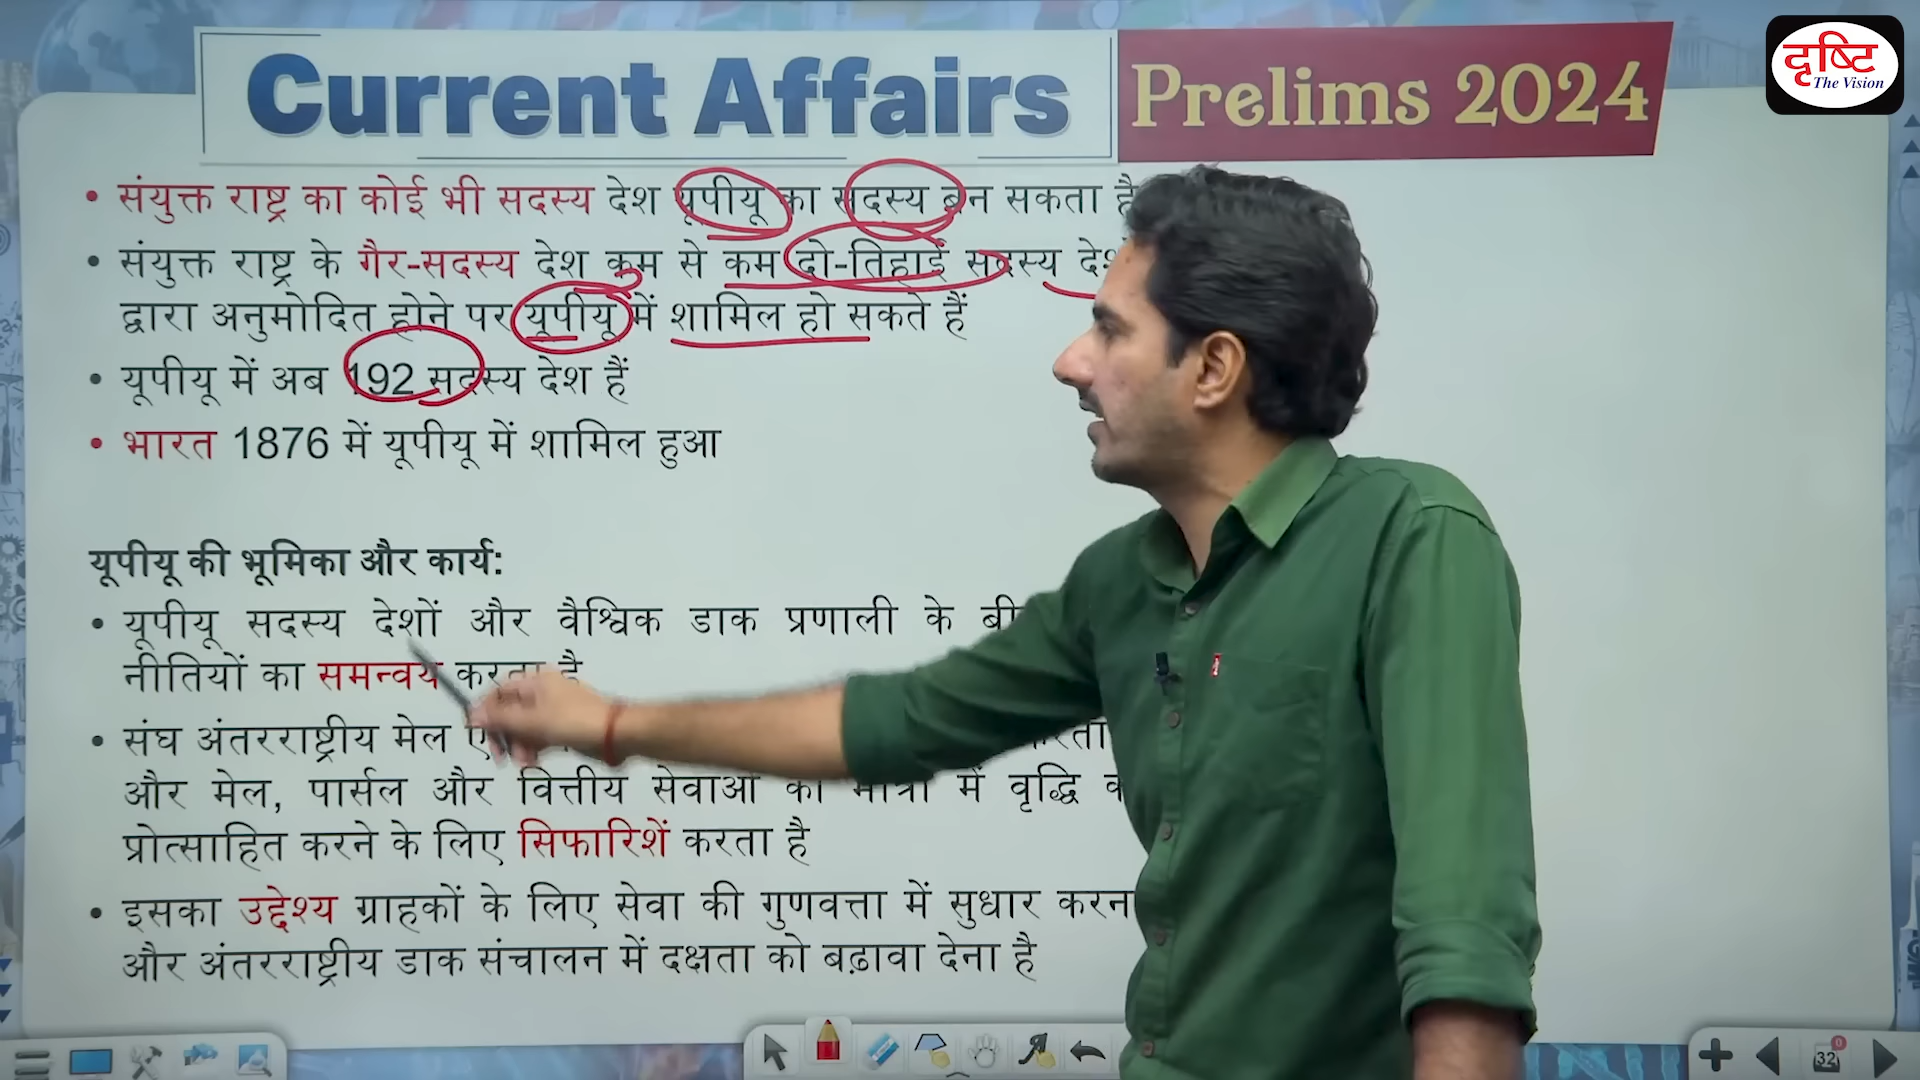 Current Affairs
Prelims 2024
दृष्टि
The Vision
• संयुक्त राष्ट्र का कोई भी सदस्य देश यूपीयू का सदस्य बन सकता है
• संयुक्त राष्ट्र के गैर-सदस्य देश कम से कम दो-तिहाई सदस्य
द्वारा अनुमोदित होने पर यूपीयू में शामिल हो सकते हैं
• यूपीयू में अब 192 सदस्य देश हैं
• भारत 1876 में यूपीयू में शामिल हुआ
यूपीयू की भूमिका और कार्य:
• यूपीयू सदस्य देशों और वैश्विक डाक प्रणाली के
नीतियों का समन्वय करता है
• संघ अंतरराष्ट्रीय मेल
और मेल, पार्सल और वित्तीय सेवाओं की मात्रा में वृद्धि
प्रोत्साहित करने के लिए सिफारिशें करता है
• इसका उद्देश्य ग्राहकों के लिए सेवा की गुणवत्ता में सुधार
और अंतरराष्ट्रीय डाक संचालन में दक्षता को बढ़ावा देना है
32
0